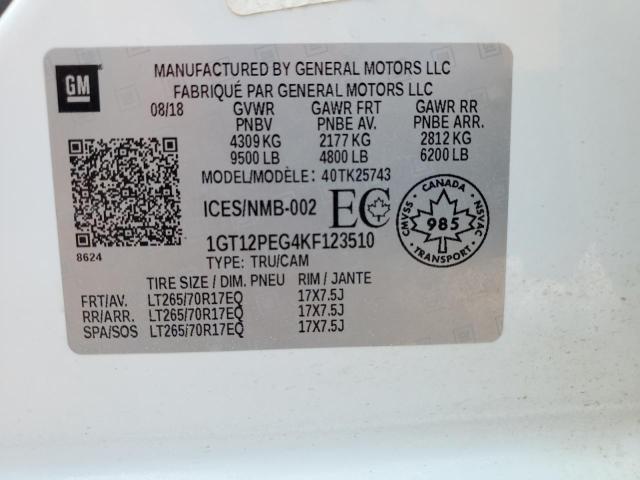 GM
MANUFACTURED BY GENERAL MOTORS LLC
FABRIQUÉ PAR GENERAL MOTORS LLC
08/18 GVWR GAWR FRT GAWR RR
PNBV PNBE AV. PNBE ARR.
4309 KG 2177 KG 2812 KG
9500 LB 4800 LB 6200 LB
MODEL/MODÈLE: 40TK25743
ICES/NMB-002 EC
CANADA
CMVSS 985 NSVAC
TRANSPORT
1GT12PEG4KF123510
8624
TYPE: TRU/CAM
TIRE SIZE / DIM. PNEU RIM / JANTE
FRT/AV. LT265/70R17EQ 17X7.5J
RR/ARR. LT265/70R17EQ 17X7.5J
SPA/SOS LT265/70R17EQ 17X7.5J